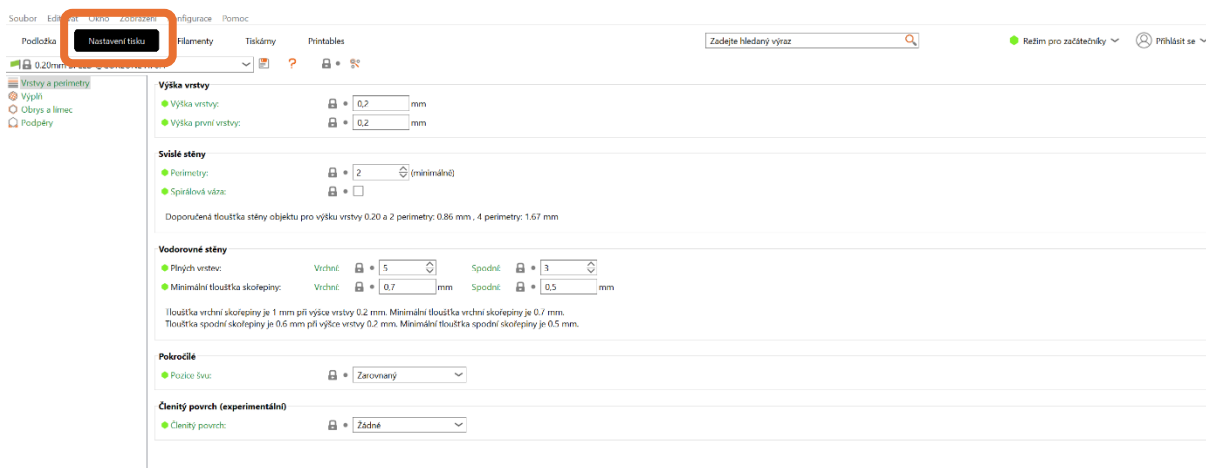 Soubor Okno Zobrazení Konfigurace Pomoc
Podložka Nastavení tisku Filamenty Tiskárny Printables Zadejte hledaný výraz Režim pro začátečníky Přihlásit se
0.20mm
Vrstvy a perimetry
Výplň
Obrys a límec
Podpěry
Výška vrstvy
Výška vrstvy: 0,2 mm
Výška první vrstvy: 0,2 mm
Svislé stěny
Perimetry: 2 (minimálně)
Spirálová váza:
Doporučená tloušťka stěny objektu pro výšku vrstvy 0.20 a 2 perimetry: 0.86 mm , 4 perimetry: 1.67 mm
Vodorovné stěny
Plných vrstev: Vrchní: 5 Spodní: 3
Minimální tloušťka skořepiny: Vrchní: 0,7 mm Spodní: 0,5 mm
Tloušťka vrchní skořepiny je 1 mm při výšce vrstvy 0.2 mm. Minimální tloušťka vrchní skořepiny je 0.7 mm.
Tloušťka spodní skořepiny je 0.6 mm při výšce vrstvy 0.2 mm. Minimální tloušťka spodní skořepiny je 0.5 mm.
Pokročilé
Pozice švu: Zarovnaný
Členitý povrch (experimentální)
Členitý povrch: Žádné